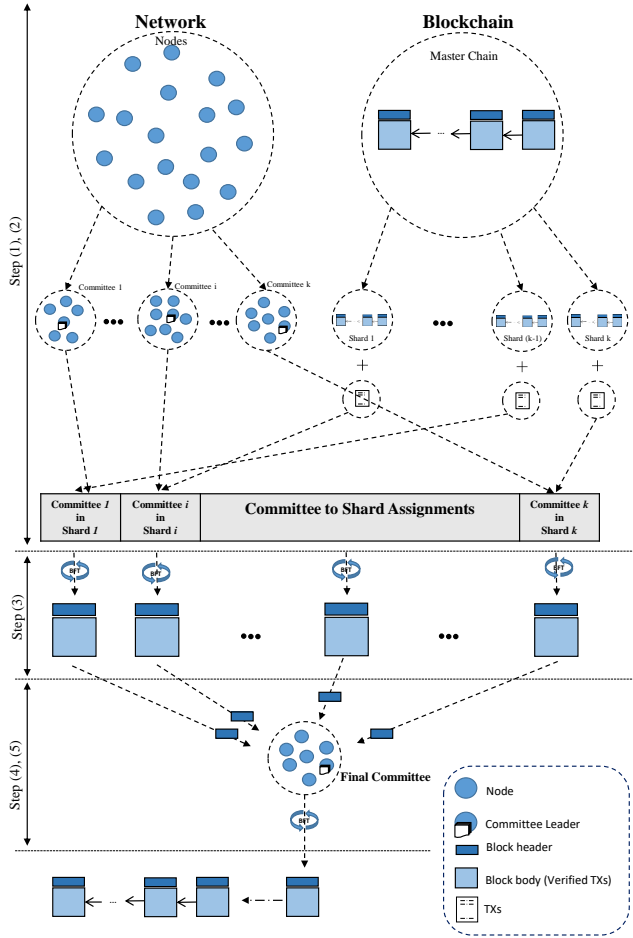 Network
Blockchain
Nodes
Master Chain
...
Step (1), (2)
Committee 1
Committee i
Committee k
...
...
...
Shard 1
Shard (k-1)
Shard k
+
+
+
Committee 1
in
Shard 1
Committee i
in
Shard i
Committee to Shard Assignments
Committee k
in
Shard k
Step (3)
BFT
BFT
BFT
BFT
...
...
Step (4), (5)
Final Committee
BFT
...
Node
Committee Leader
Block header
Block body (Verified TXs)
TXs